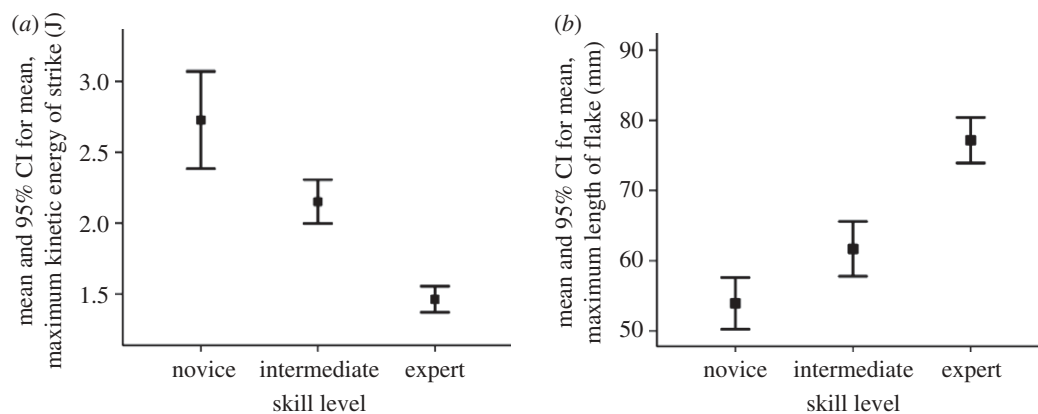 (a)
mean and 95% CI for mean,
maximum kinetic energy of strike (J)
3.0
2.5
2.0
1.5
novice intermediate expert
skill level
(b)
mean and 95% CI for mean,
maximum length of flake (mm)
90
80
70
60
50
novice intermediate expert
skill level